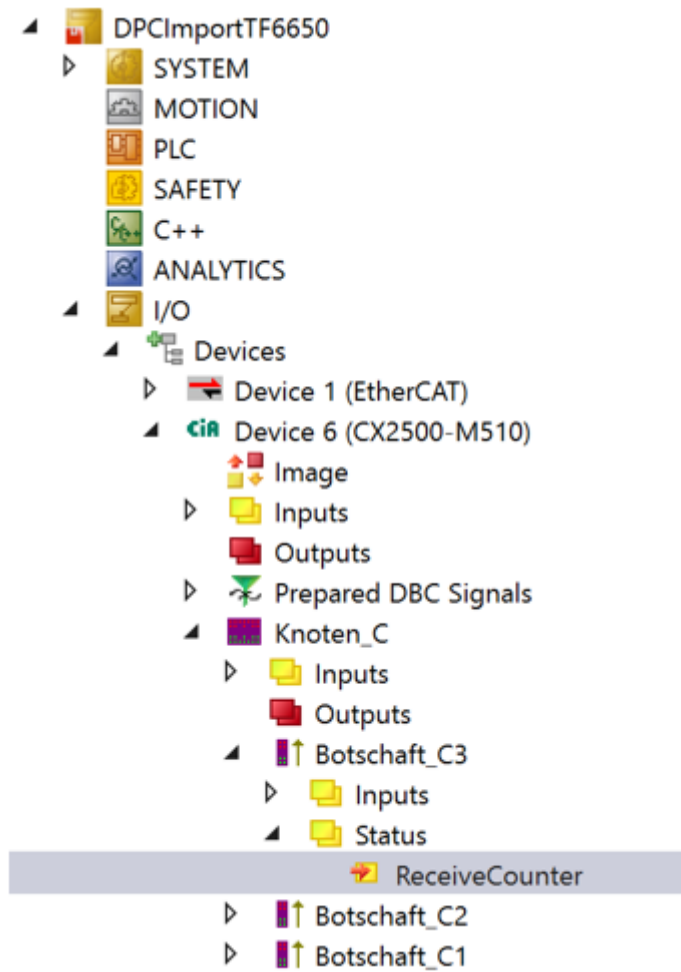 DPCImportTF6650
SYSTEM
MOTION
PLC
SAFETY
C++
ANALYTICS
I/O
Devices
Device 1 (EtherCAT)
CiA Device 6 (CX2500-M510)
Image
Inputs
Outputs
Prepared DBC Signals
Knoten_C
Inputs
Outputs
Botschaft_C3
Inputs
Status
ReceiveCounter
Botschaft_C2
Botschaft_C1